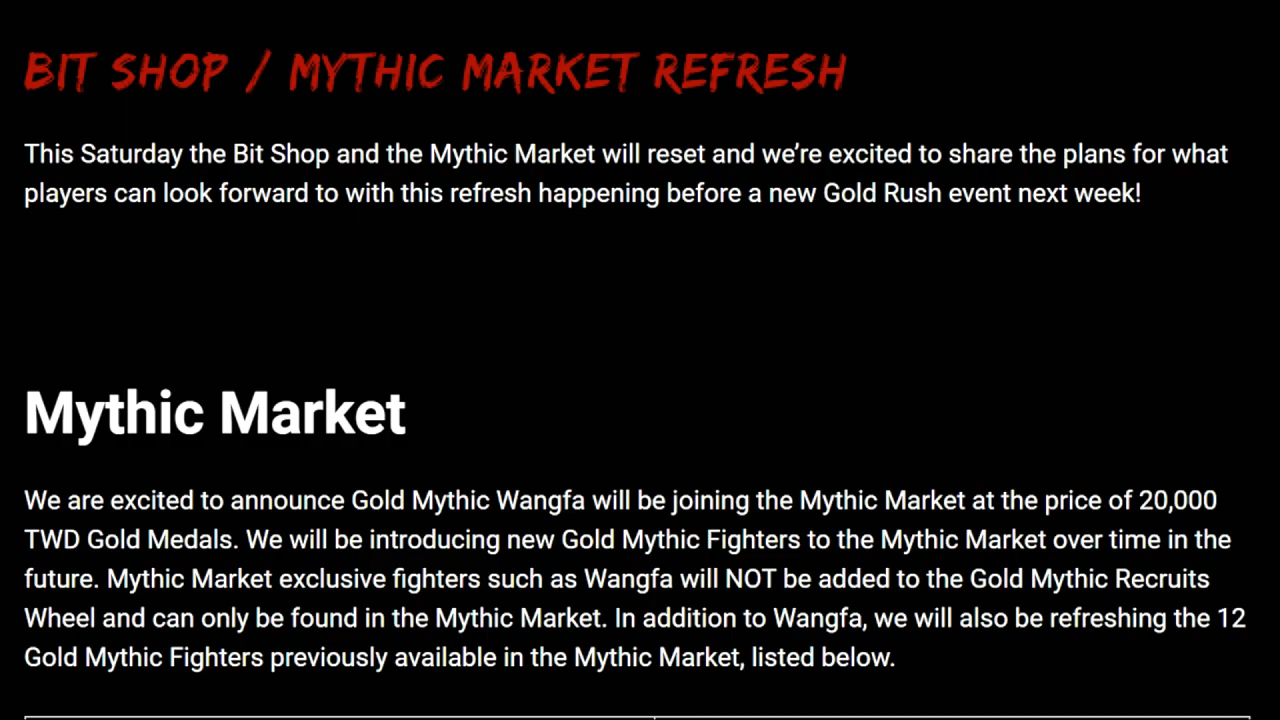 BIT SHOP / MYTHIC MARKET REFRESH
This Saturday the Bit Shop and the Mythic Market will reset and we’re excited to share the plans for what
players can look forward to with this refresh happening before a new Gold Rush event next week!
Mythic Market
We are excited to announce Gold Mythic Wangfa will be joining the Mythic Market at the price of 20,000
TWD Gold Medals. We will be introducing new Gold Mythic Fighters to the Mythic Market over time in the
future. Mythic Market exclusive fighters such as Wangfa will NOT be added to the Gold Mythic Recruits
Wheel and can only be found in the Mythic Market. In addition to Wangfa, we will also be refreshing the 12
Gold Mythic Fighters previously available in the Mythic Market, listed below.